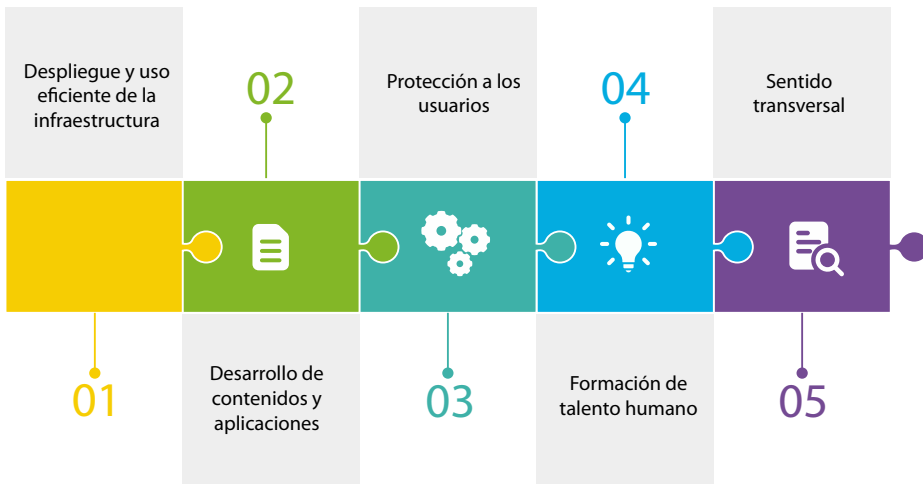 Despliegue y uso
eficiente de la
infraestructura
01
02
Desarrollo de
contenidos y
aplicaciones
Protección a los
usuarios
03
04
Formación de
talento humano
Sentido
transversal
05